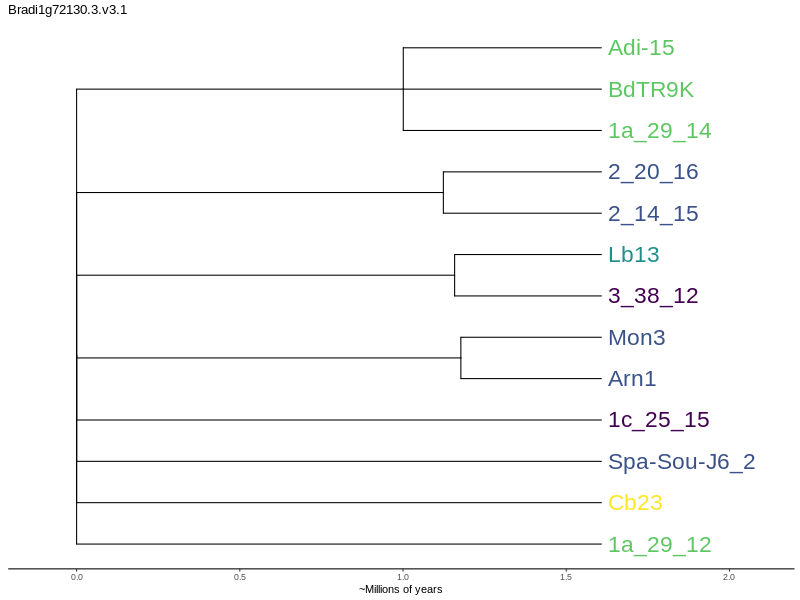 Bradi1g72130.3.v3.1
Adi-15
BdTR9K
1a_29_14
2_20_16
2_14_15
Lb13
3_38_12
Mon3
Arn1
1c_25_15
Spa-Sou-J6_2
Cb23
1a_29_12
0.0 0.5 1.0 1.5 2.0
~Millions of years